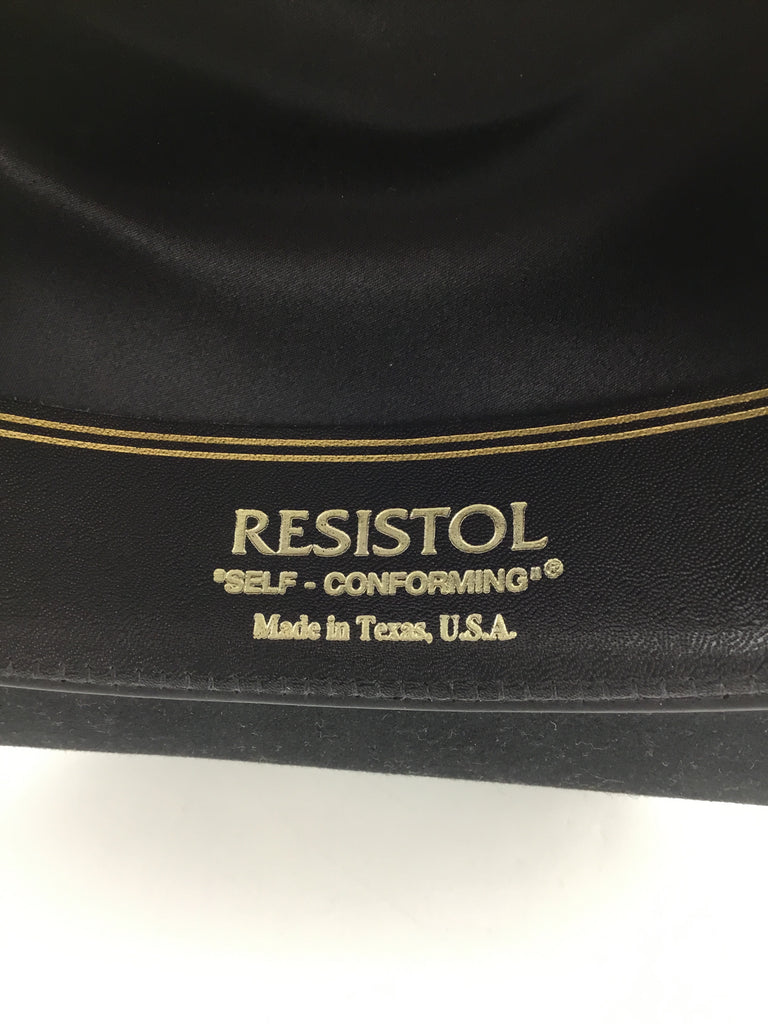 RESISTOL
"SELF - CONFORMING"®
Made in Texas, U.S.A.